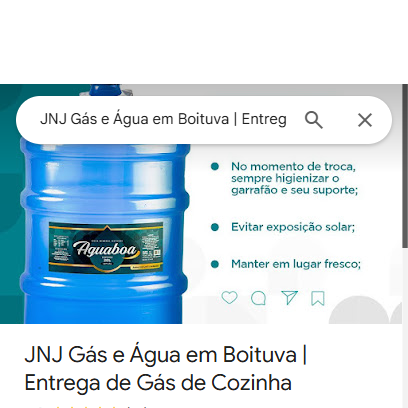 JNJ Gás e Água em Boituva | Entreg
No momento de troca,
sempre higienizar o
garrafão e seu suporte;
Aguaboa
Evitar exposição solar;
Manter em lugar fresco;
JNJ Gás e Água em Boituva |
Entrega de Gás de Cozinha